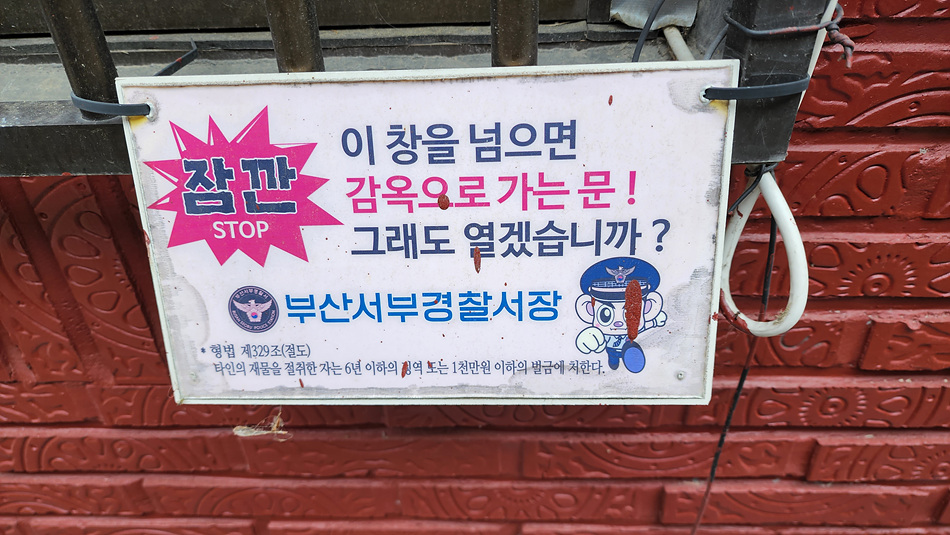 잠깐
STOP
이 창을 넘으면
감옥으로 가는 문 !
그래도 열겠습니까 ?
부산서부경찰서장
* 형법 제329조(절도)
타인의 재물을 절취한 자는 6년 이하의 징역 또는 1천만원 이하의 벌금에 처한다.